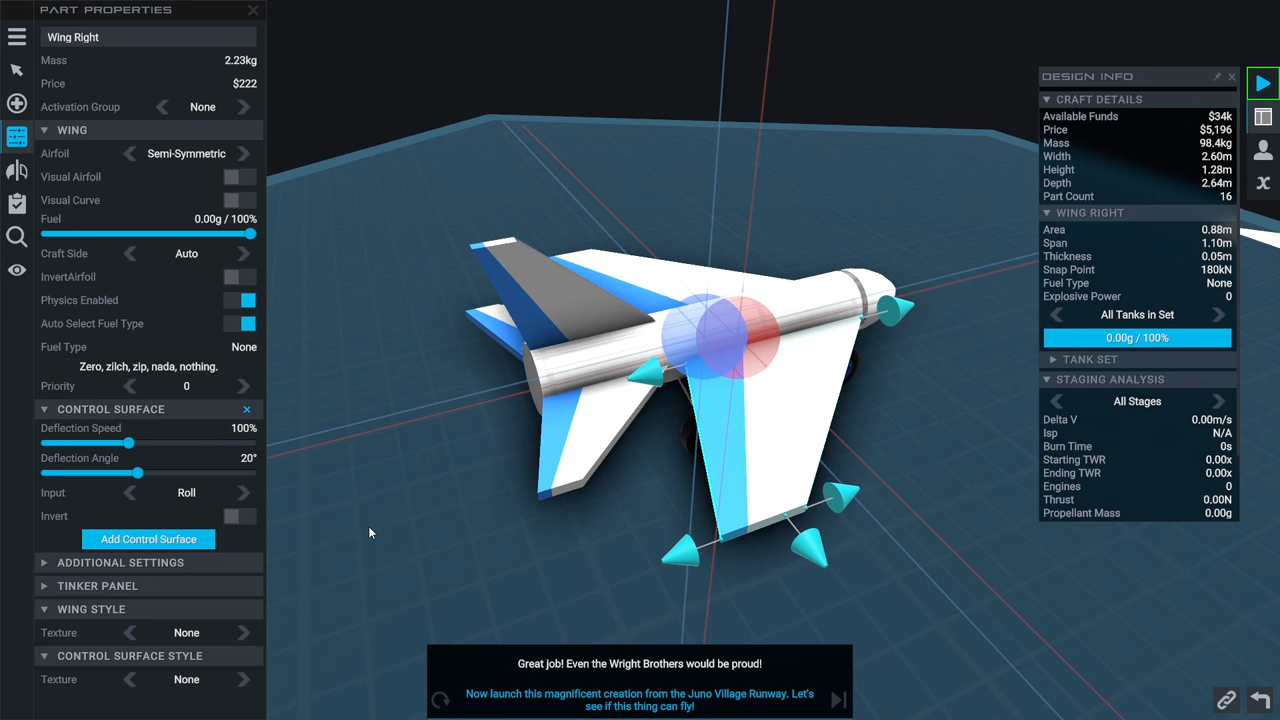 PART PROPERTIES
Wing Right
Mass 2.23kg
Price $222
Activation Group None
WING
Airfoil Semi-Symmetric
Visual Airfoil
Visual Curve
Fuel 0.00g / 100%
Craft Side Auto
InvertAirfoil
Physics Enabled
Auto Select Fuel Type
Fuel Type None
Zero, zilch, zip, nada, nothing.
Priority 0
CONTROL SURFACE
Deflection Speed 100%
Deflection Angle 20°
Input Roll
Invert
Add Control Surface
ADDITIONAL SETTINGS
TINKER PANEL
WING STYLE
Texture None
CONTROL SURFACE STYLE
Texture None
Great job! Even the Wright Brothers would be proud!
Now launch this magnificent creation from the Juno Village Runway. Let's
see if this thing can fly!
DESIGN INFO
CRAFT DETAILS
Available Funds $34k
Price $5,196
Mass 98.4kg
Width 2.60m
Height 1.28m
Depth 2.64m
Part Count 16
WING RIGHT
Area 0.88m
Span 1.10m
Thickness 0.05m
Snap Point 180kN
Fuel Type None
Explosive Power 0
All Tanks in Set
0.00g / 100%
TANK SET
STAGING ANALYSIS
All Stages
Delta V 0.00m/s
Isp N/A
Burn Time 0s
Starting TWR 0.00x
Ending TWR 0.00x
Engines 0
Thrust 0.00N
Propellant Mass 0.00g